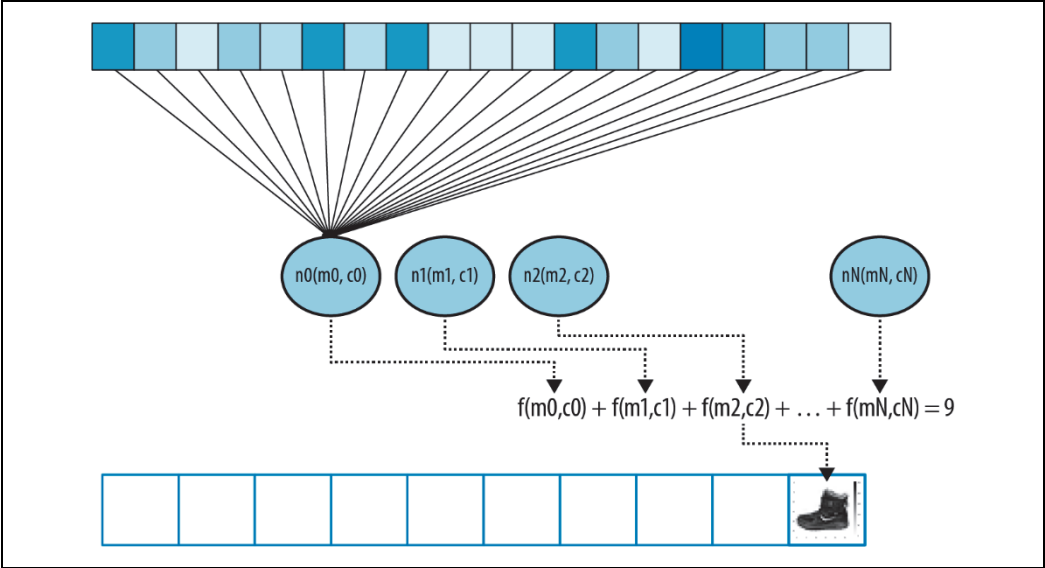 n0(m0, c0) n1(m1, c1) n2(m2, c2) nN(mN, cN)
f(m0,c0) + f(m1,c1) + f(m2,c2) + . . . + f(mN,cN) = 9